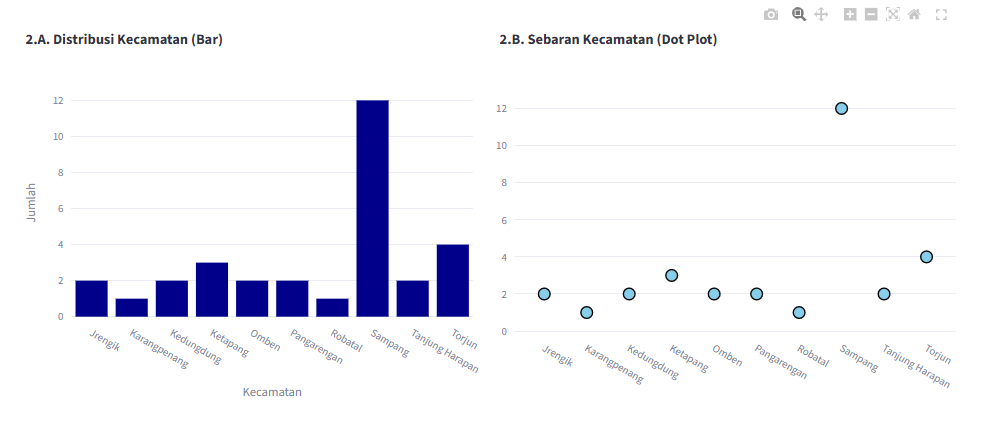 2.A. Distribusi Kecamatan (Bar)
12
10
8
6
4
2
0
Jumlah
Jrengik
Karangpenang
Kedungdung
Ketapang
Omben
Pangarengan
Robatal
Sampang
Tanjung Harapan
Torjun
Kecamatan
2.B. Sebaran Kecamatan (Dot Plot)
12
10
8
6
4
2
0
Jrengik
Karangpenang
Kedungdung
Ketapang
Omben
Pangarengan
Robatal
Sampang
Tanjung Harapan
Torjun